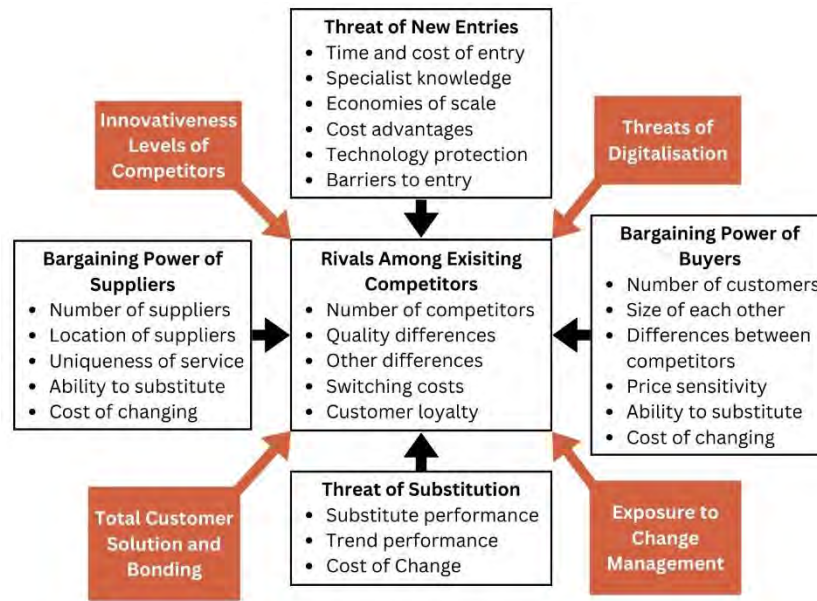 Threat of New Entries
• Time and cost of entry
• Specialist knowledge
• Economies of scale
• Cost advantages
• Technology protection
• Barriers to entry
Innovativeness
Levels of
Competitors
Threats of
Digitalisation
Bargaining Power of
Suppliers
• Number of suppliers
• Location of suppliers
• Uniqueness of service
• Ability to substitute
• Cost of changing
Rivals Among Exisiting
Competitors
• Number of competitors
• Quality differences
• Other differences
• Switching costs
• Customer loyalty
Bargaining Power of
Buyers
• Number of customers
• Size of each other
• Differences between
competitors
• Price sensitivity
• Ability to substitute
• Cost of changing
Total Customer
Solution and
Bonding
Threat of Substitution
• Substitute performance
• Trend performance
• Cost of Change
Exposure to
Change
Management